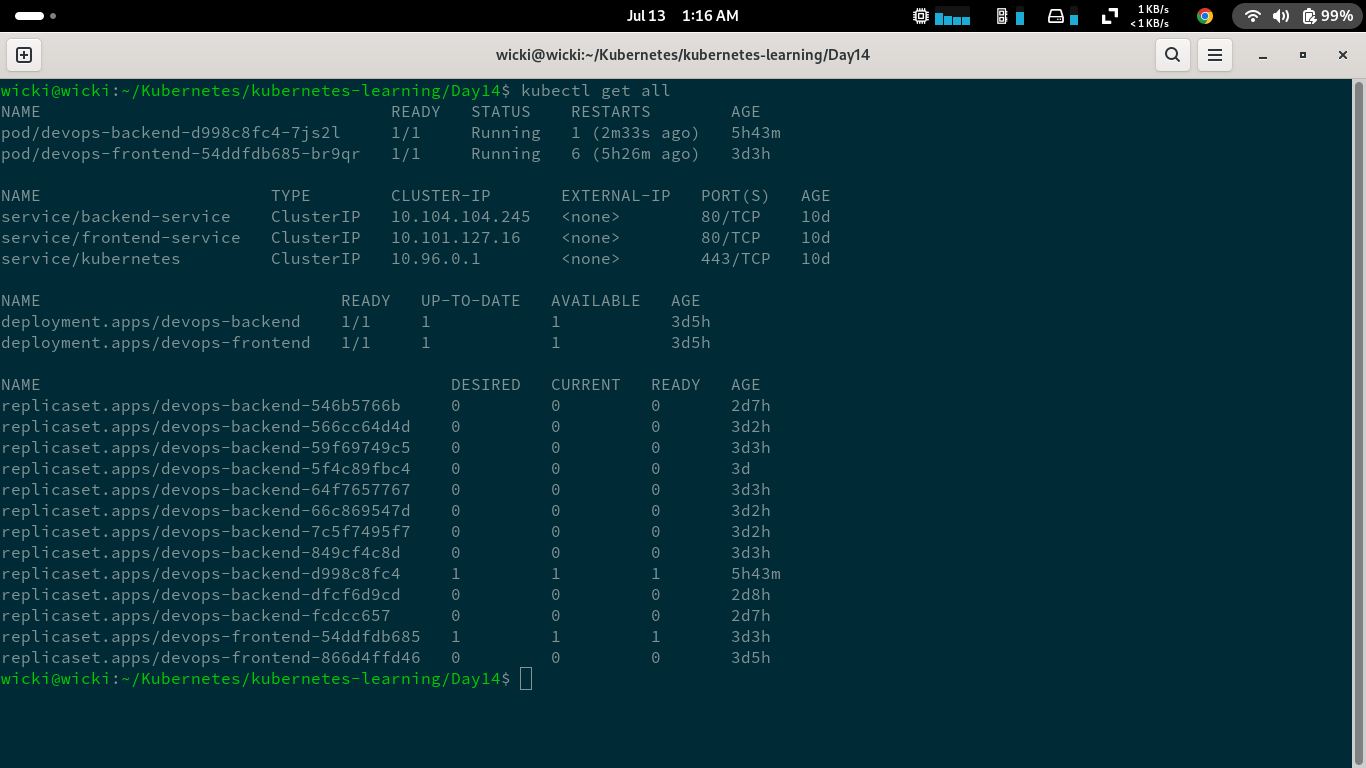 Jul 13 1:16 AM
1 KB/s
< 1 KB/s
99%
wicki@wicki:~/Kubernetes/kubernetes-learning/Day14
wicki@wicki:~/Kubernetes/kubernetes-learning/Day14$ kubectl get all
NAME READY STATUS RESTARTS AGE
pod/devops-backend-d998c8fc4-7js2l 1/1 Running 1 (2m33s ago) 5h43m
pod/devops-frontend-54ddfdb685-br9qr 1/1 Running 6 (5h26m ago) 3d3h
NAME TYPE CLUSTER-IP EXTERNAL-IP PORT(S) AGE
service/backend-service ClusterIP 10.104.104.245 <none> 80/TCP 10d
service/frontend-service ClusterIP 10.101.127.16 <none> 80/TCP 10d
service/kubernetes ClusterIP 10.96.0.1 <none> 443/TCP 10d
NAME READY UP-TO-DATE AVAILABLE AGE
deployment.apps/devops-backend 1/1 1 1 3d5h
deployment.apps/devops-frontend 1/1 1 1 3d5h
NAME DESIRED CURRENT READY AGE
replicaset.apps/devops-backend-546b5766b 0 0 0 2d7h
replicaset.apps/devops-backend-566cc64d4d 0 0 0 3d2h
replicaset.apps/devops-backend-59f69749c5 0 0 0 3d3h
replicaset.apps/devops-backend-5f4c89fbc4 0 0 0 3d
replicaset.apps/devops-backend-64f7657767 0 0 0 3d3h
replicaset.apps/devops-backend-66c869547d 0 0 0 3d2h
replicaset.apps/devops-backend-7c5f7495f7 0 0 0 3d2h
replicaset.apps/devops-backend-849cf4c8d 0 0 0 3d3h
replicaset.apps/devops-backend-d998c8fc4 1 1 1 5h43m
replicaset.apps/devops-backend-dfcf6d9cd 0 0 0 2d8h
replicaset.apps/devops-backend-fcdcc657 0 0 0 2d7h
replicaset.apps/devops-frontend-54ddfdb685 1 1 1 3d3h
replicaset.apps/devops-frontend-866d4ffd46 0 0 0 3d5h
wicki@wicki:~/Kubernetes/kubernetes-learning/Day14$